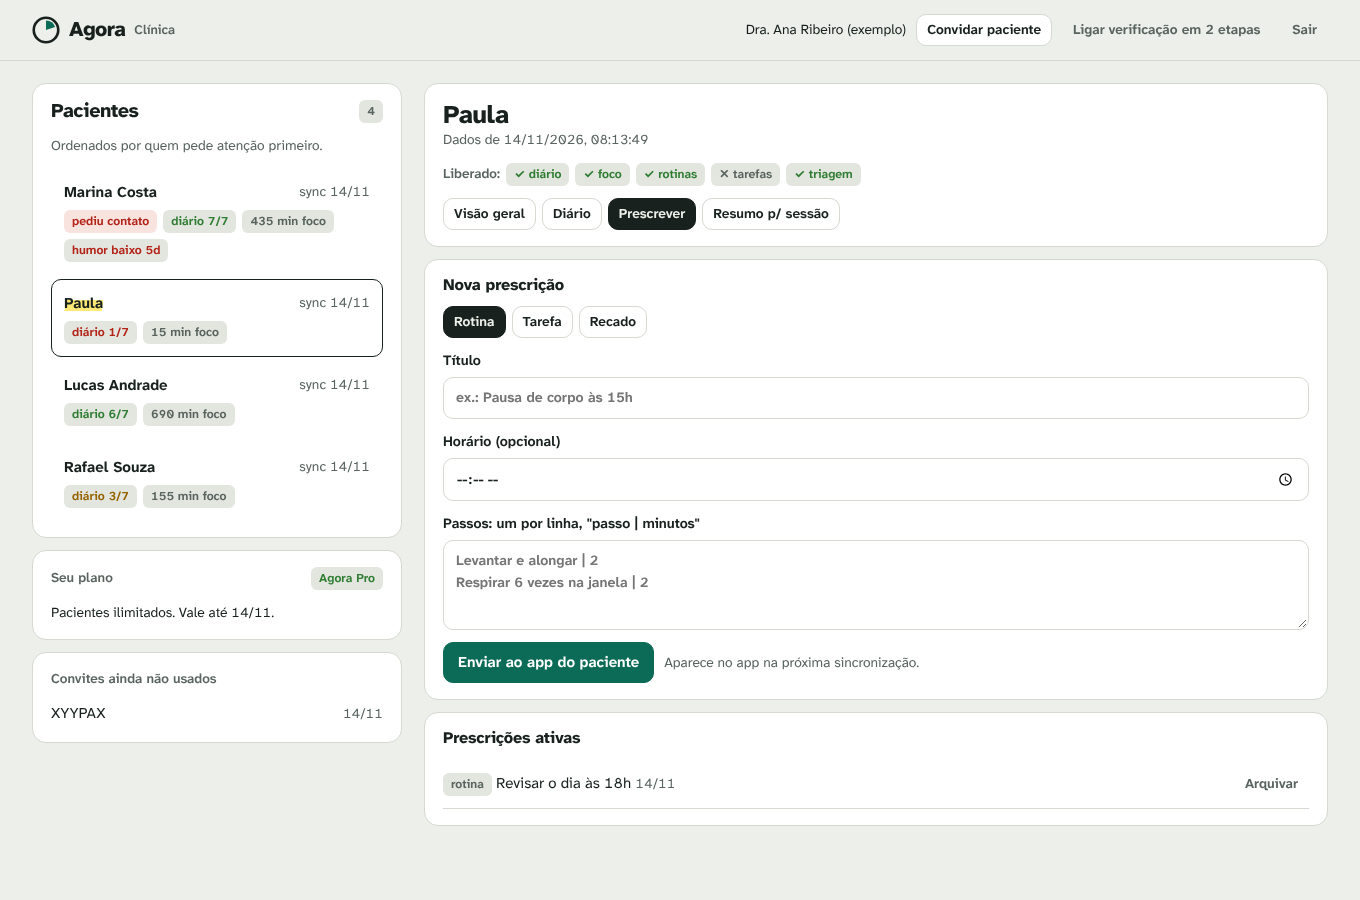 Agora Clínica
Dra. Ana Ribeiro (exemplo) Convidar paciente Ligar verificação em 2 etapas Sair
Pacientes 4
Ordenados por quem pede atenção primeiro.
Marina Costa sync 14/11
pediu contato diário 7/7 435 min foco
humor baixo 5d
Paula sync 14/11
diário 1/7 15 min foco
Lucas Andrade sync 14/11
diário 6/7 690 min foco
Rafael Souza sync 14/11
diário 3/7 155 min foco
Seu plano Agora Pro
Pacientes ilimitados. Vale até 14/11.
Convites ainda não usados
XYYPAX 14/11
Paula
Dados de 14/11/2026, 08:13:49
Liberado: ✓ diário ✓ foco ✓ rotinas ✕ tarefas ✓ triagem
Visão geral Diário Prescrever Resumo p/ sessão
Nova prescrição
Rotina Tarefa Recado
Título
ex.: Pausa de corpo às 15h
Horário (opcional)
--:-- --
Passos: um por linha, "passo | minutos"
Levantar e alongar | 2
Respirar 6 vezes na janela | 2
Enviar ao app do paciente Aparece no app na próxima sincronização.
Prescrições ativas
rotina Revisar o dia às 18h 14/11 Arquivar